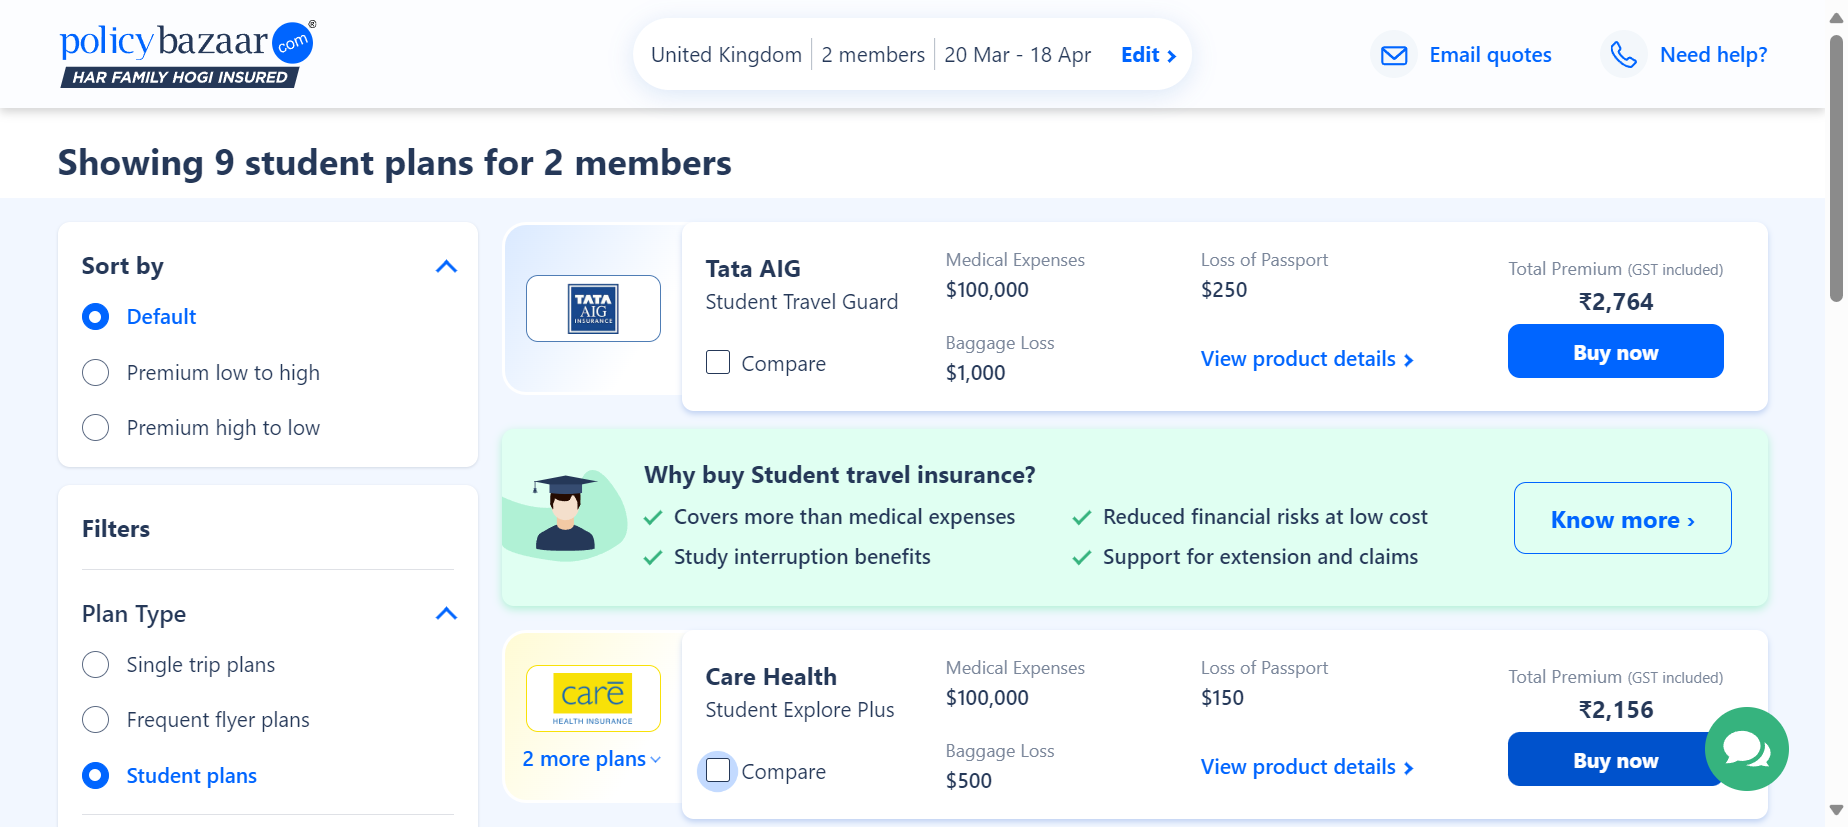 policybazaar com ®
HAR FAMILY HOGI INSURED
United Kingdom 2 members 20 Mar - 18 Apr Edit
Email quotes
Need help?
Showing 9 student plans for 2 members
Sort by
Default
Premium low to high
Premium high to low
Filters
Plan Type
Single trip plans
Frequent flyer plans
Student plans
TATA
AIG
INSURANCE
Tata AIG
Student Travel Guard
Compare
Medical Expenses
$100,000
Baggage Loss
$1,000
Loss of Passport
$250
View product details
Total Premium (GST included)
₹2,764
Buy now
Why buy Student travel insurance?
Covers more than medical expenses
Reduced financial risks at low cost
Study interruption benefits
Support for extension and claims
Know more ›
carē
HEALTH INSURANCE
2 more plans
Care Health
Student Explore Plus
Compare
Medical Expenses
$100,000
Baggage Loss
$500
Loss of Passport
$150
View product details
Total Premium (GST included)
₹2,156
Buy now